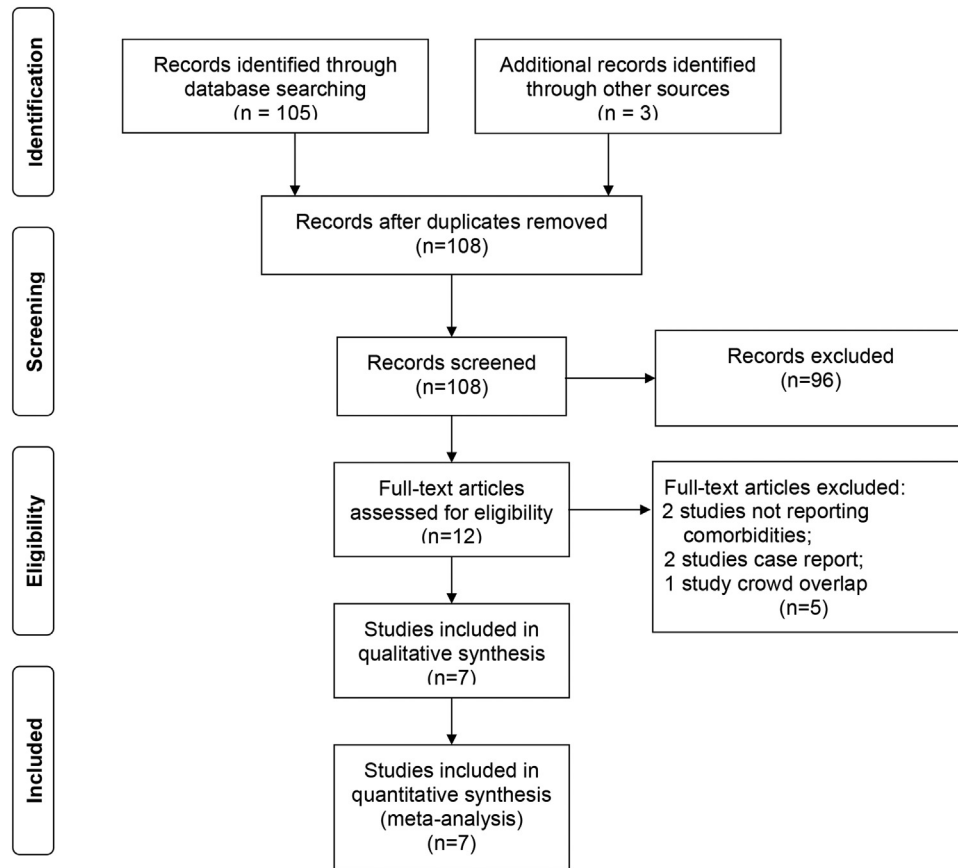 Identification
Records identified through
database searching
(n = 105)
Additional records identified
through other sources
(n = 3)
Records after duplicates removed
(n=108)
Screening
Records screened
(n=108)
Records excluded
(n=96)
Eligibility
Full-text articles
assessed for eligibility
(n=12)
Full-text articles excluded:
2 studies not reporting
comorbidities;
2 studies case report;
1 study crowd overlap
(n=5)
Studies included in
qualitative synthesis
(n=7)
Included
Studies included in
quantitative synthesis
(meta-analysis)
(n=7)